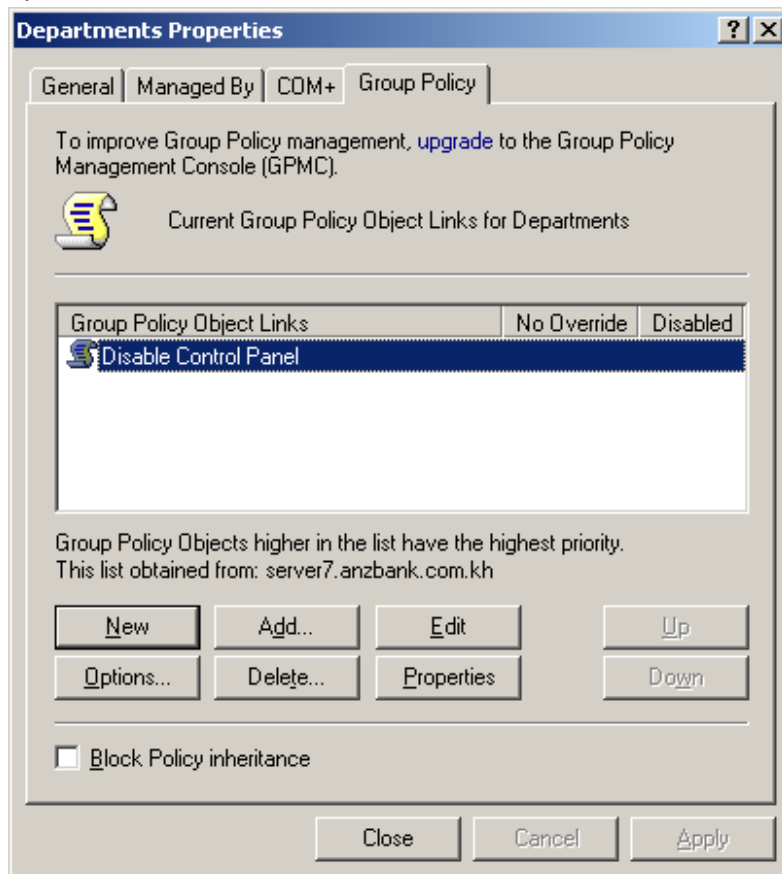 Departments Properties
General Managed By COM+ Group Policy
To improve Group Policy management, upgrade to the Group Policy
Management Console (GPMC).
Current Group Policy Object Links for Departments
Group Policy Object Links No Override Disabled
Disable Control Panel
Group Policy Objects higher in the list have the highest priority.
This list obtained from: server7.anzbank.com.kh
New Add... Edit Up
Options... Delete... Properties Down
Block Policy inheritance
Close Cancel Apply